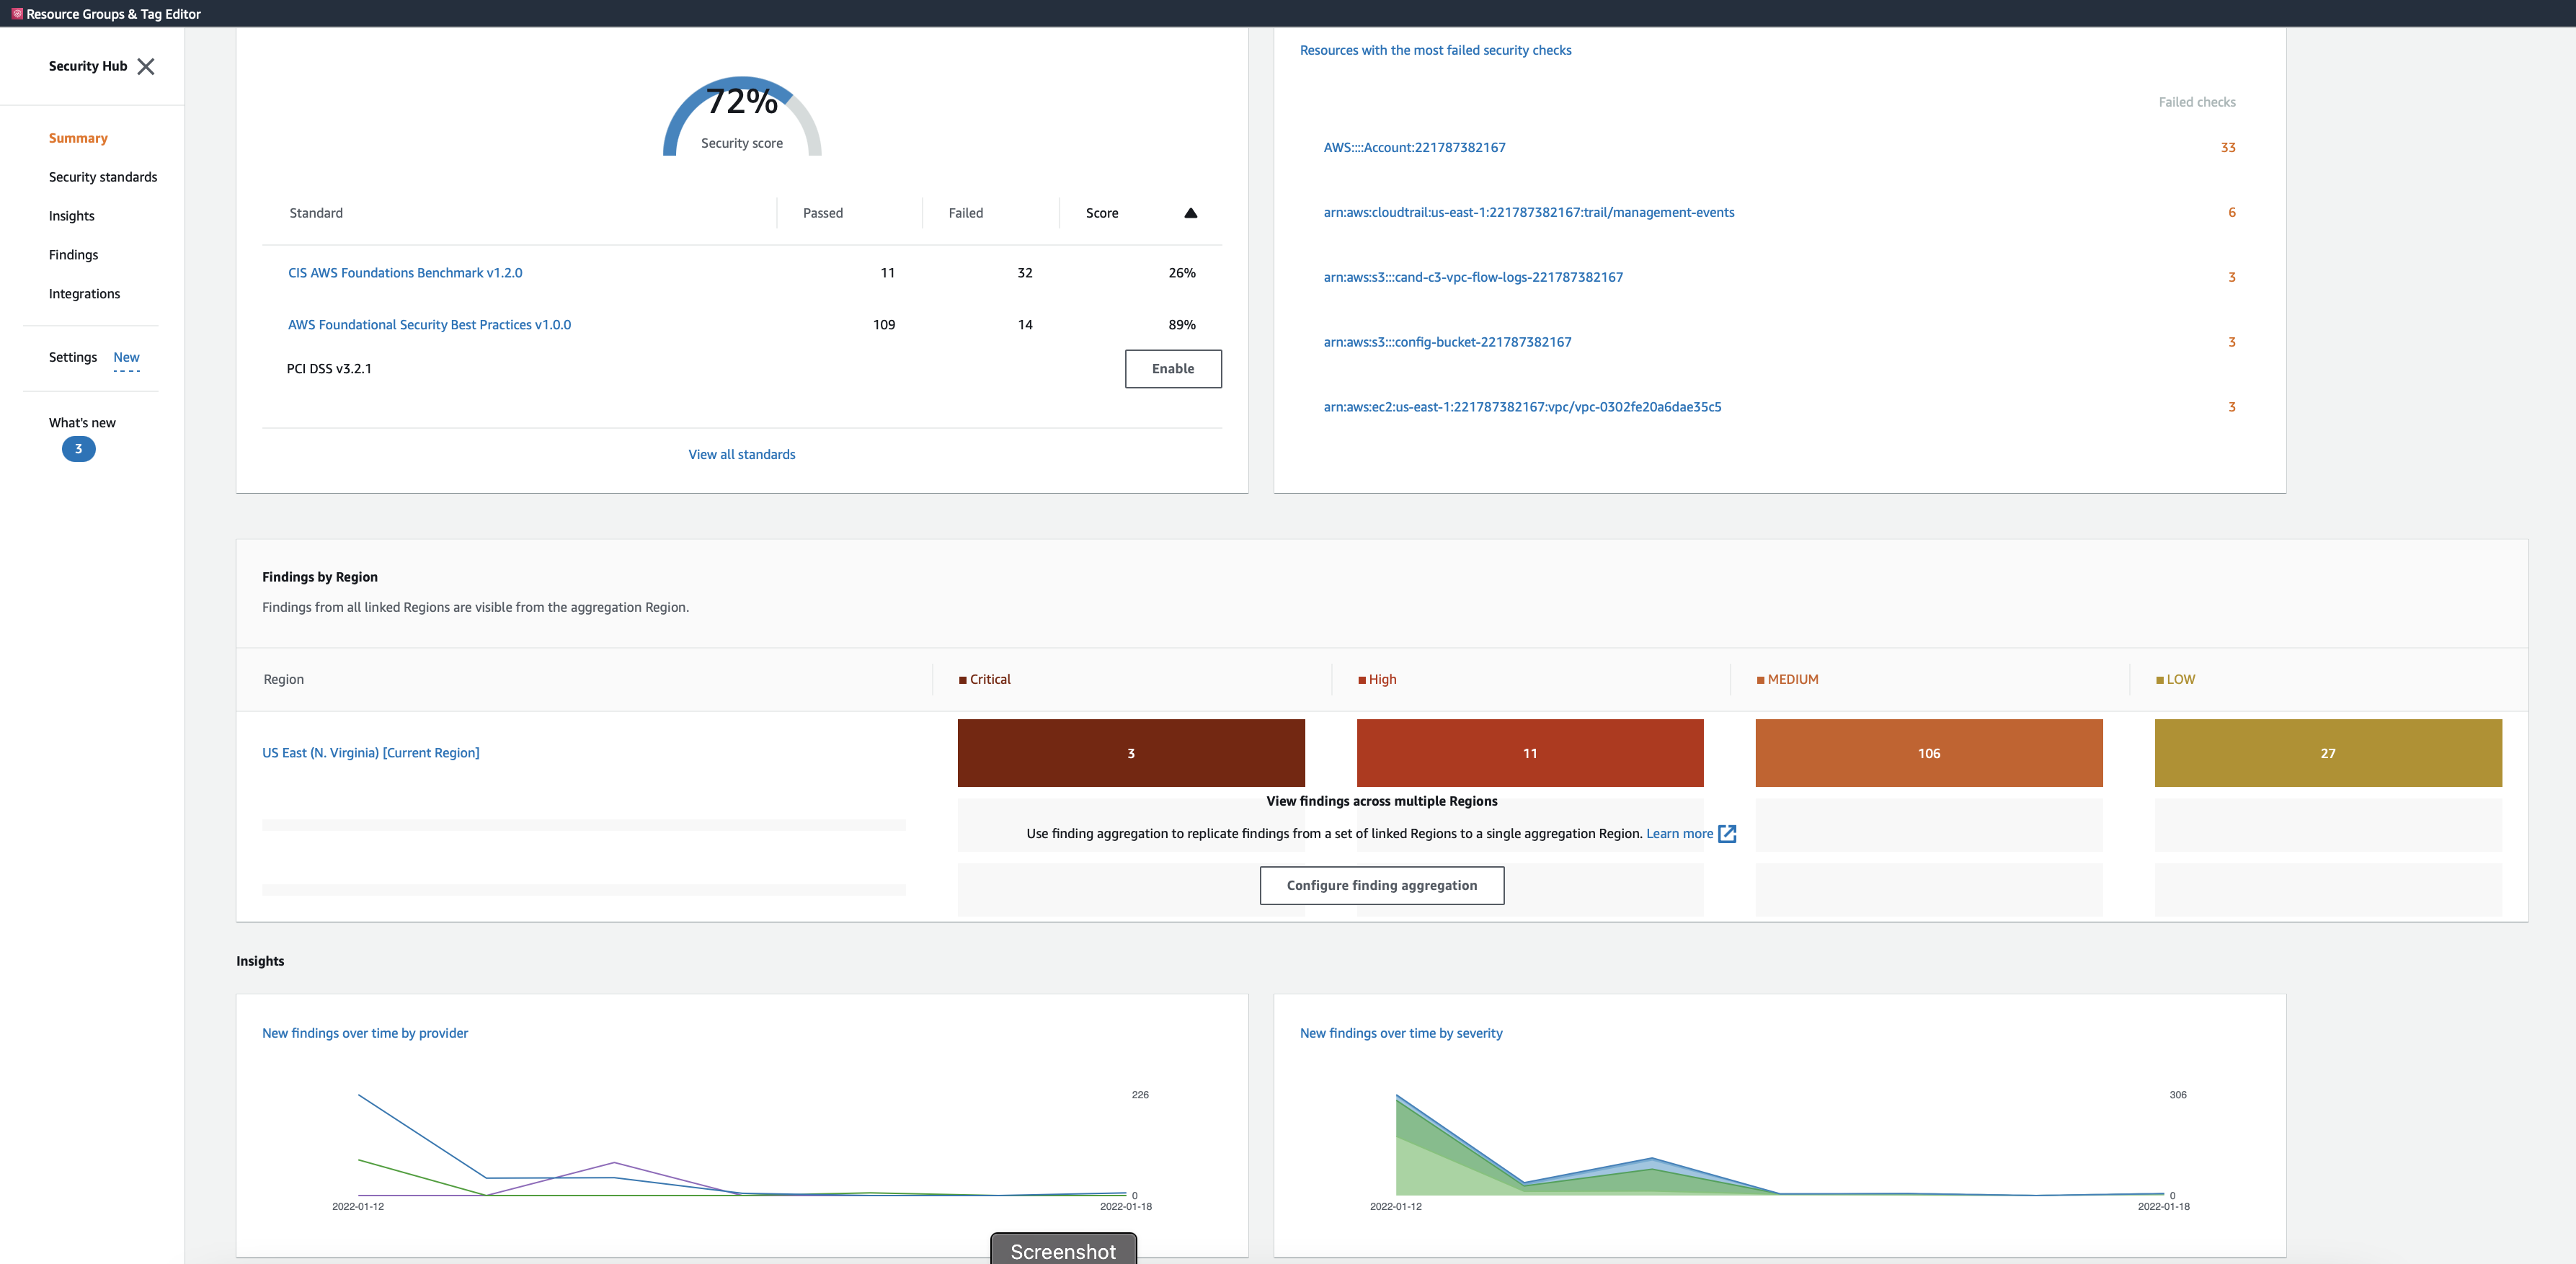 Resource Groups & Tag Editor
Security Hub
Summary
Security standards
Insights
Findings
Integrations
Settings New
What's new
3
72%
Security score
Standard Passed Failed Score
CIS AWS Foundations Benchmark v1.2.0 11 32 26%
AWS Foundational Security Best Practices v1.0.0 109 14 89%
PCI DSS v3.2.1 Enable
View all standards
Resources with the most failed security checks
Failed checks
AWS::::Account:221787382167 33
arn:aws:cloudtrail:us-east-1:221787382167:trail/management-events 6
arn:aws:s3:::cand-c3-vpc-flow-logs-221787382167 3
arn:aws:s3:::config-bucket-221787382167 3
arn:aws:ec2:us-east-1:221787382167:vpc/vpc-0302fe20a6dae35c5 3
Findings by Region
Findings from all linked Regions are visible from the aggregation Region.
Region Critical High MEDIUM LOW
US East (N. Virginia) [Current Region] 3 11 106 27
View findings across multiple Regions
Use finding aggregation to replicate findings from a set of linked Regions to a single aggregation Region. Learn more
Configure finding aggregation
Insights
New findings over time by provider
226
0
2022-01-12 2022-01-18
New findings over time by severity
306
0
2022-01-12 2022-01-18
Screenshot